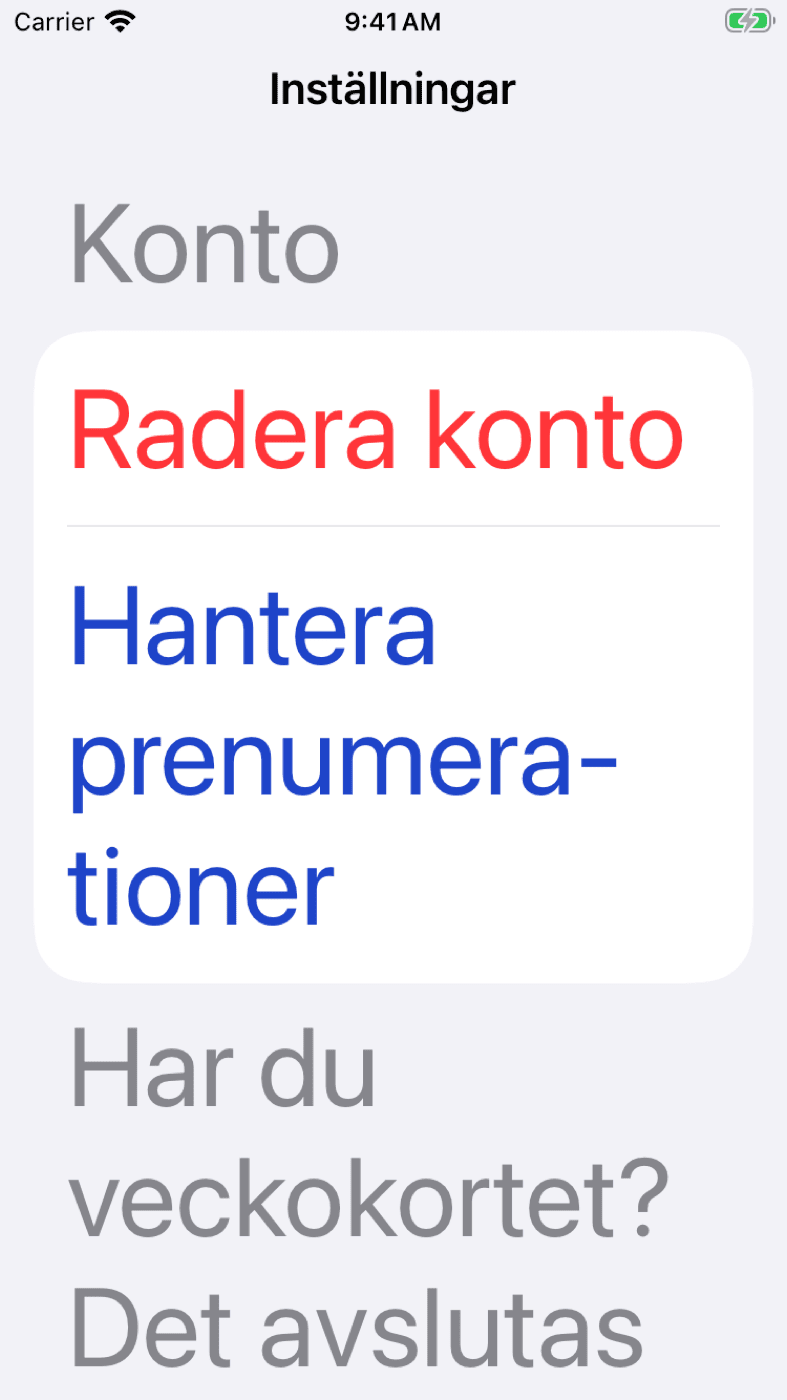 Carrier 9:41 AM
Inställningar
Konto
Radera konto
Hantera
prenumera-
tioner
Har du
veckokortet?
Det avslutas